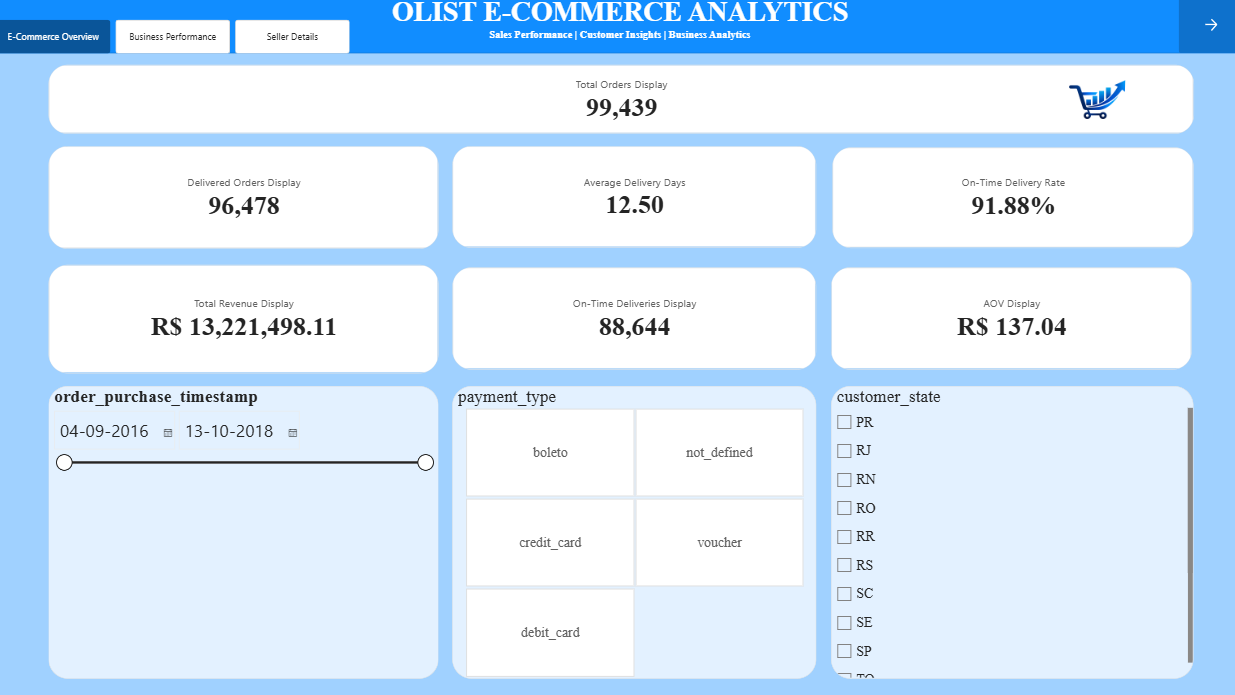 OLIST E-COMMERCE ANALYTICS
Sales Performance | Customer Insights | Business Analytics
E-Commerce Overview
Business Performance
Seller Details
Total Orders Display
99,439
Delivered Orders Display
96,478
Average Delivery Days
12.50
On-Time Delivery Rate
91.88%
Total Revenue Display
R$ 13,221,498.11
On-Time Deliveries Display
88,644
AOV Display
R$ 137.04
order_purchase_timestamp
04-09-2016 13-10-2018
payment_type
boleto
not_defined
credit_card
voucher
debit_card
customer_state
PR
RJ
RN
RO
RR
RS
SC
SE
SP